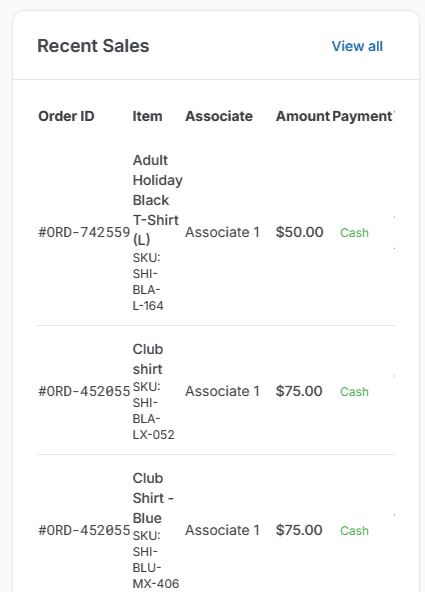 Recent Sales View all
Order ID Item Associate Amount Payment
Adult
Holiday
Black
T-Shirt
(L)
#ORD-742559 Associate 1 $50.00 Cash
SKU:
SHI-
BLA-
L-164
Club
shirt
#ORD-452055 SKU: Associate 1 $75.00 Cash
SHI-
BLA-
LX-052
Club
Shirt -
Blue
#ORD-452055 SKU: Associate 1 $75.00 Cash
SHI-
BLU-
MX-406